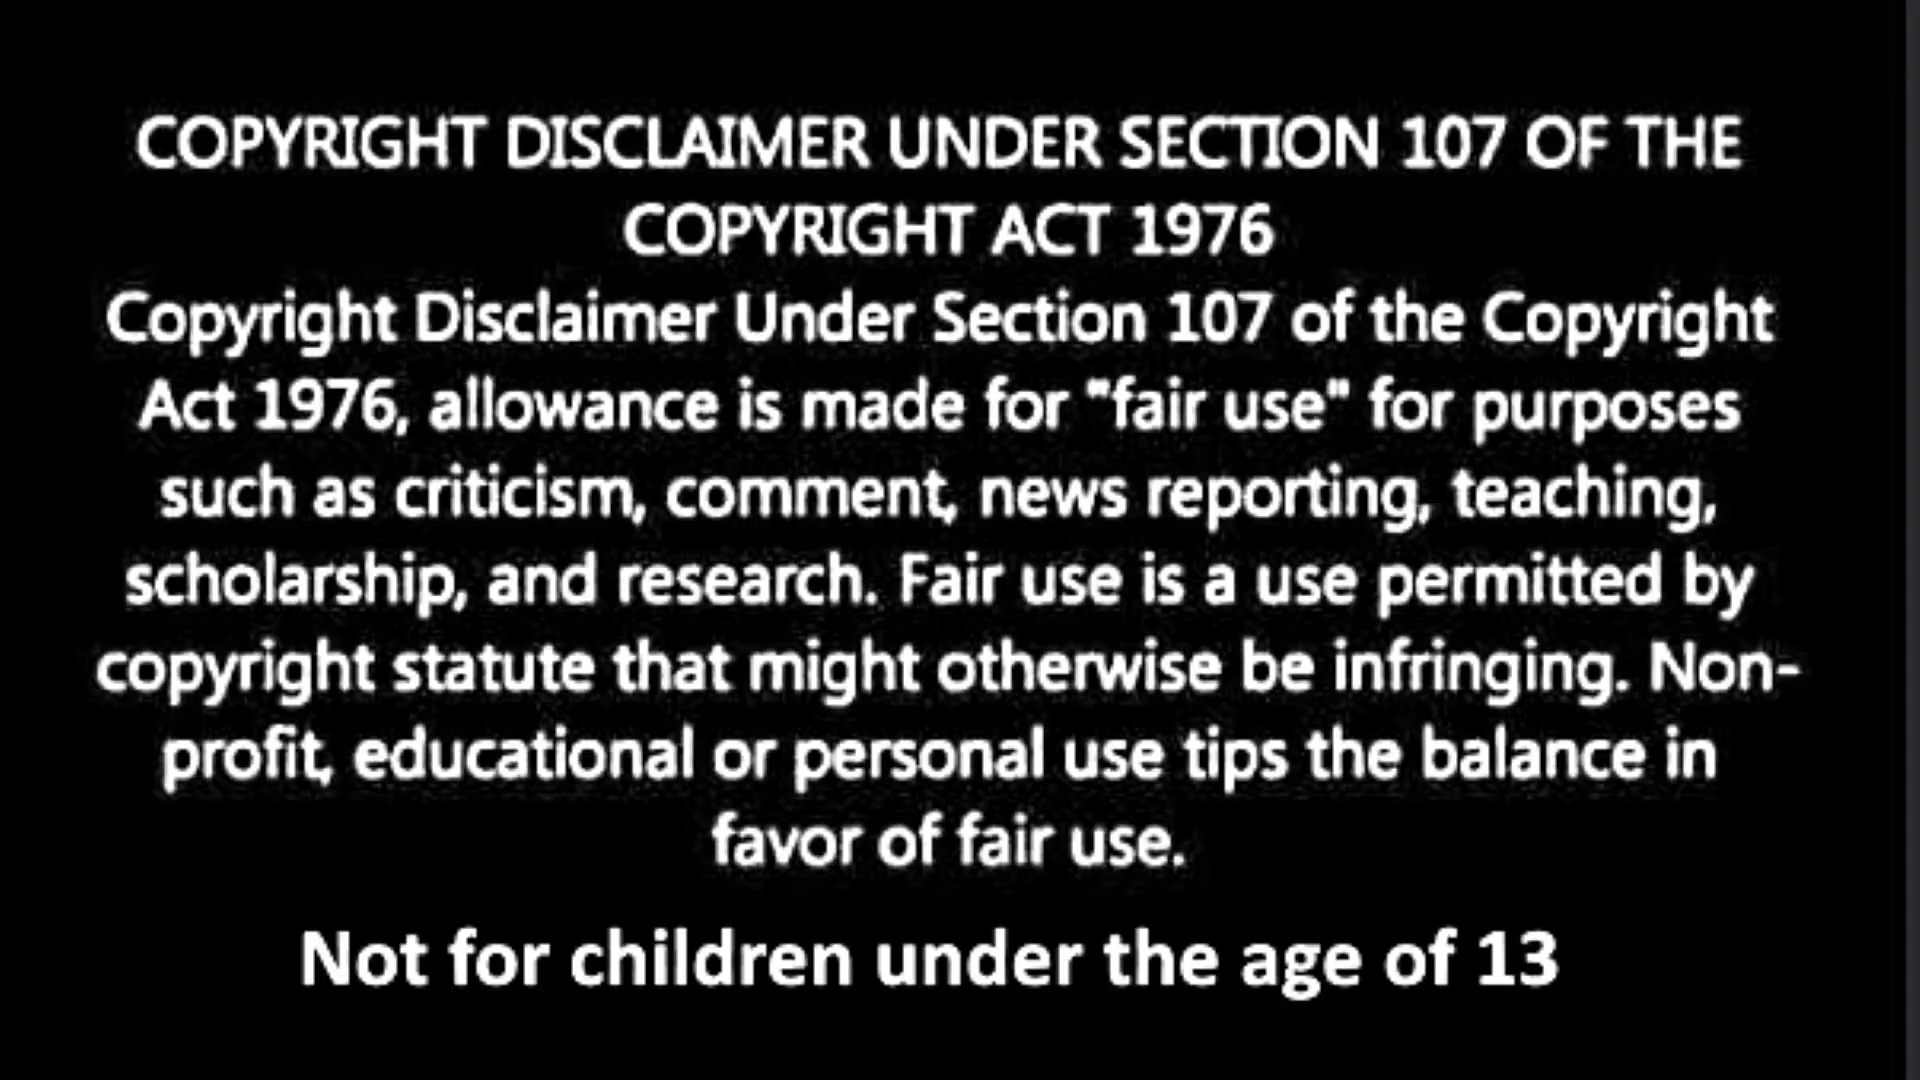 COPYRIGHT DISCLAIMER UNDER SECTION 107 OF THE
COPYRIGHT ACT 1976
Copyright Disclaimer Under Section 107 of the Copyright
Act 1976, allowance is made for "fair use" for purposes
such as criticism, comment, news reporting, teaching,
scholarship, and research. Fair use is a use permitted by
copyright statute that might otherwise be infringing. Non-
profit, educational or personal use tips the balance in
favor of fair use.
Not for children under the age of 13